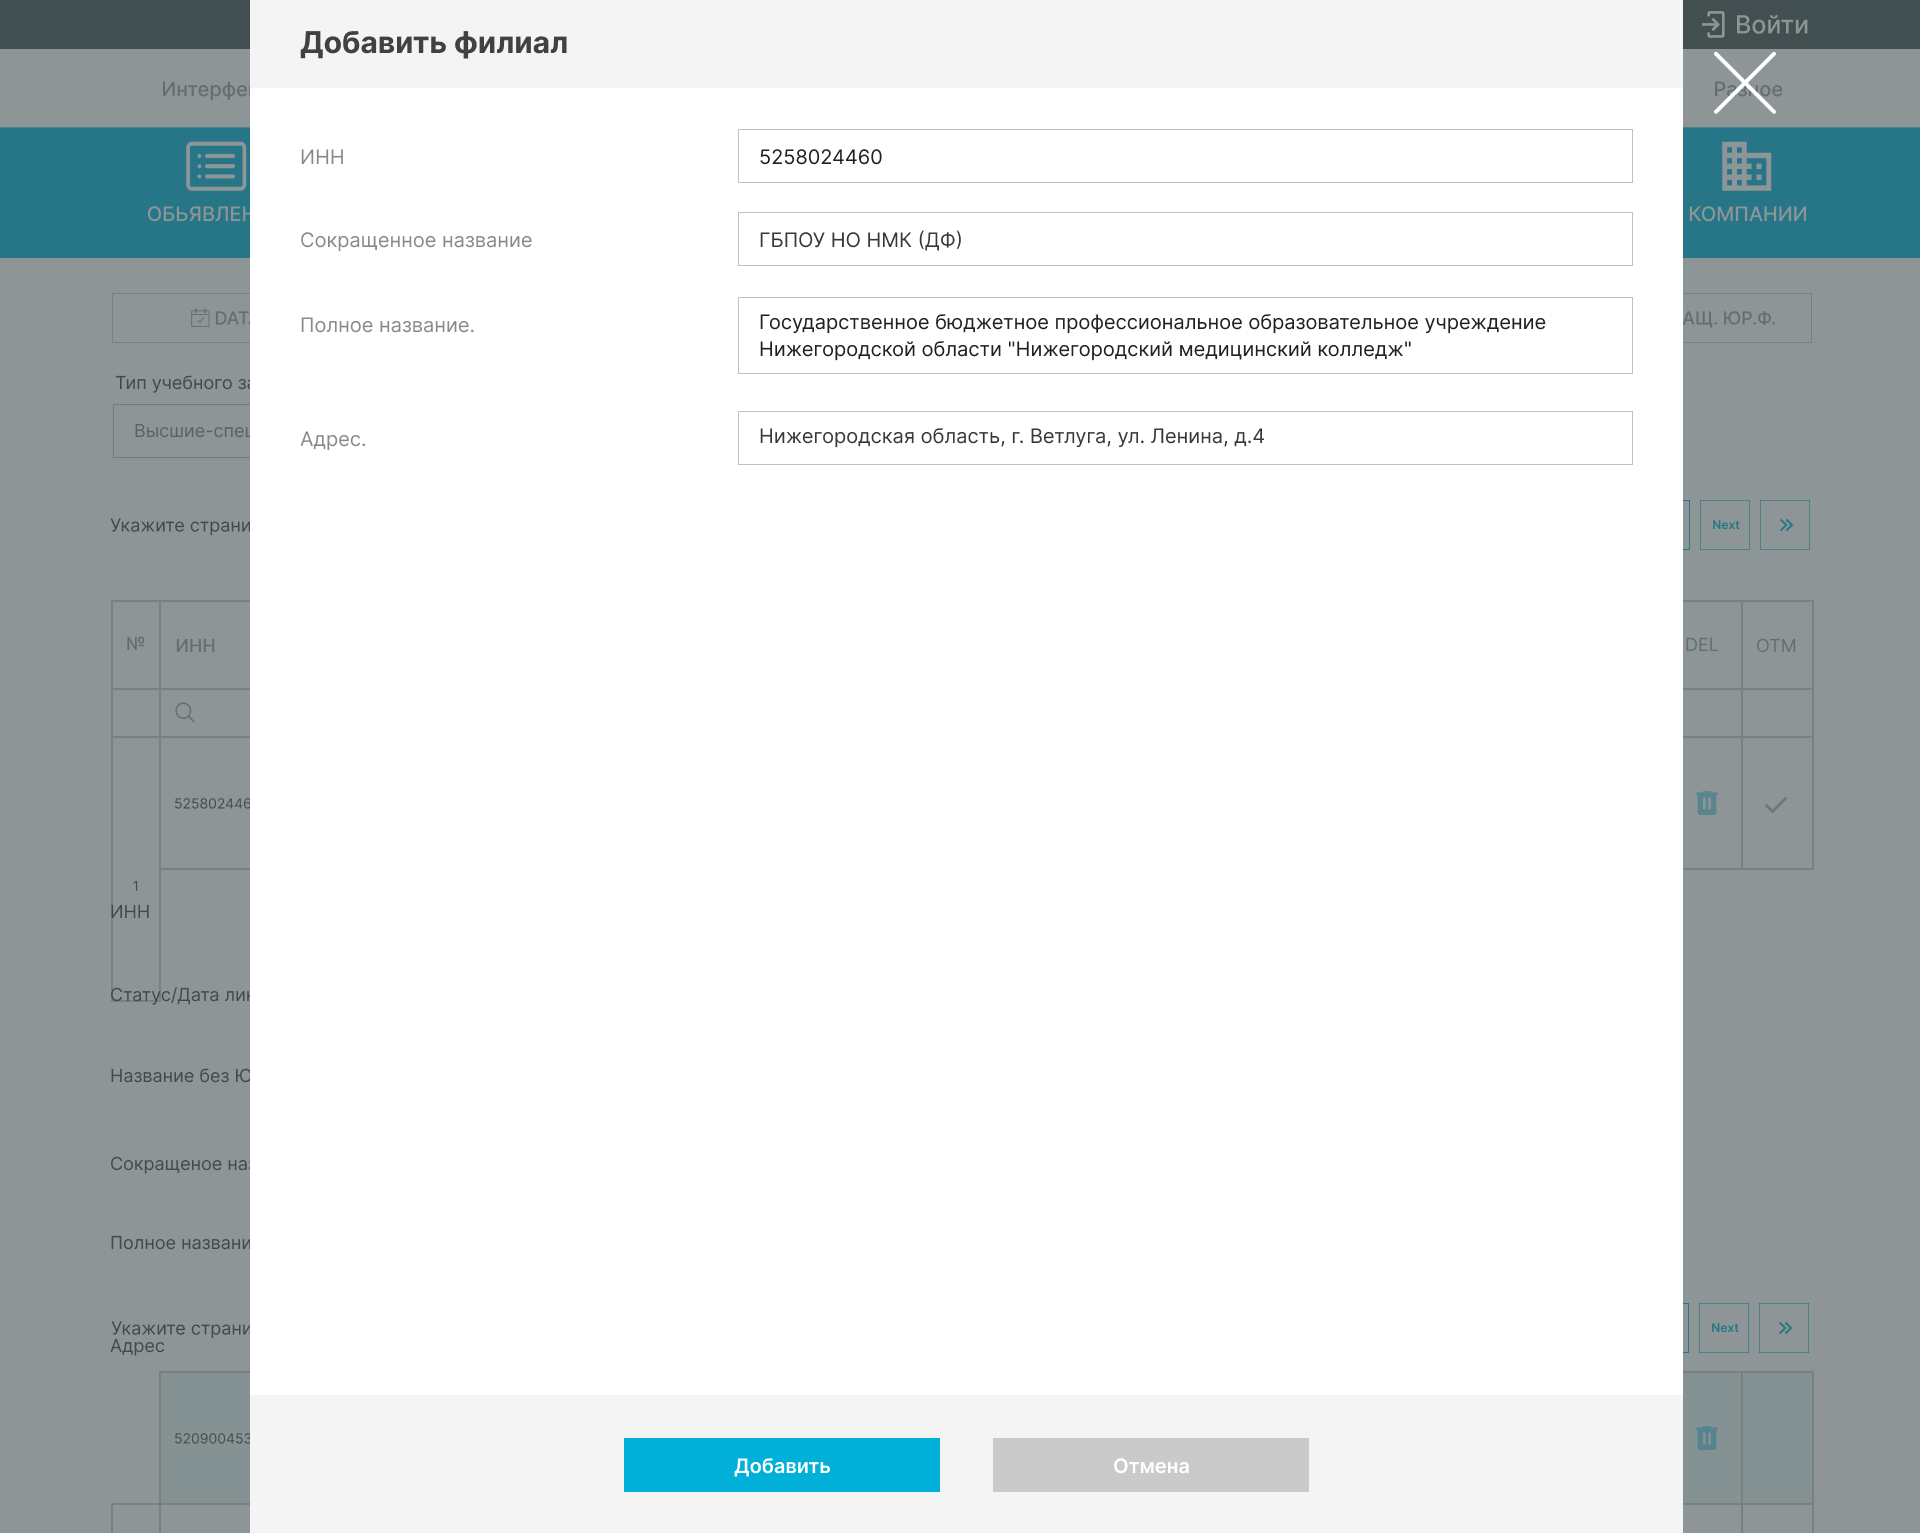 Добавить филиал
Войти
Интерфе
Разное
ОБЬЯВЛЕН
КОМПАНИИ
ИНН
5258024460
Сокращенное название
ГБПОУ НО НМК (ДФ)
Полное название.
Государственное бюджетное профессиональное образовательное учреждение
Нижегородской области "Нижегородский медицинский колледж"
Адрес.
Нижегородская область, г. Ветлуга, ул. Ленина, д.4
DAT
АЩ. ЮР.Ф.
Тип учебного за
Высшие-спец
Укажите страни
Next
№
ИНН
DEL
ОТМ
525802446
1
ИНН
Статус/Дата лик
Название без Ю
Сокращеное наз
Полное названи
Укажите страни
Next
Адрес
520900453
Добавить
Отмена